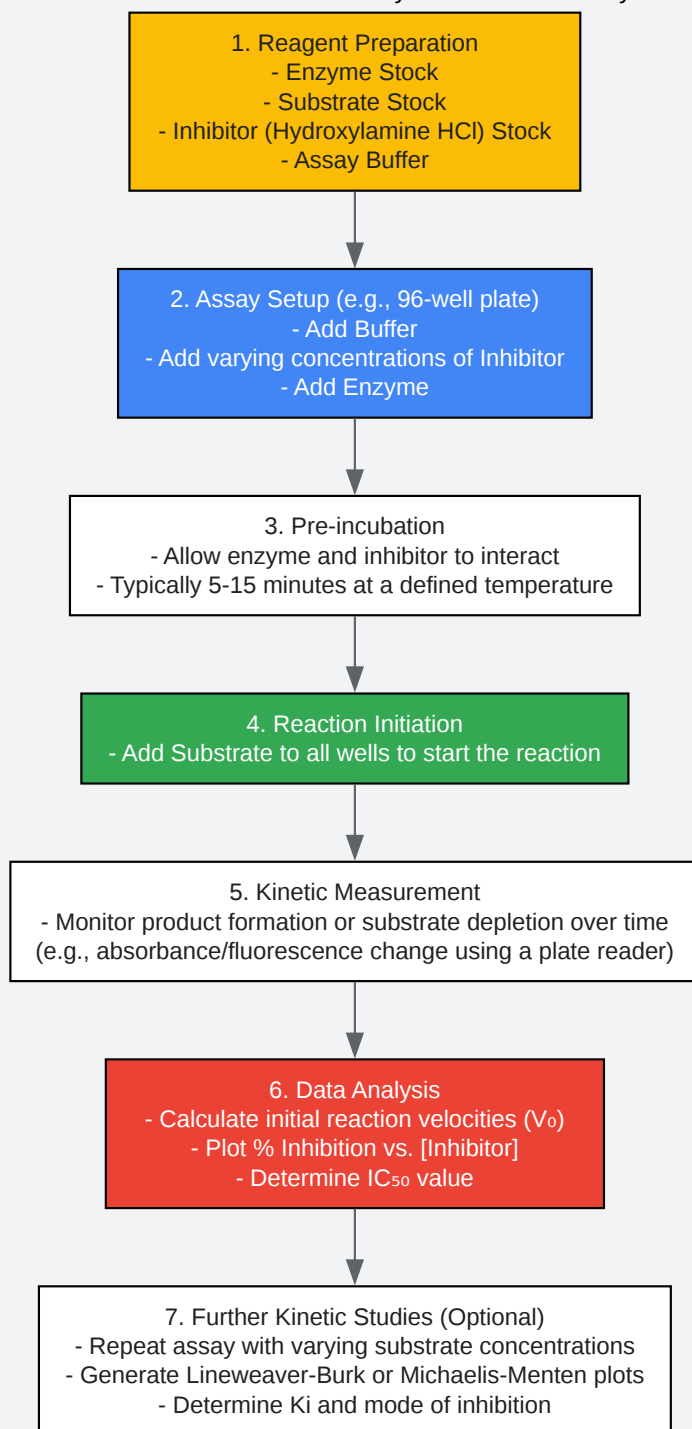 1. Reagent Preparation
- Enzyme Stock
- Substrate Stock
- Inhibitor (Hydroxylamine HCl) Stock
- Assay Buffer
2. Assay Setup (e.g., 96-well plate)
- Add Buffer
- Add varying concentrations of Inhibitor
- Add Enzyme
3. Pre-incubation
- Allow enzyme and inhibitor to interact
- Typically 5-15 minutes at a defined temperature
4. Reaction Initiation
- Add Substrate to all wells to start the reaction
5. Kinetic Measurement
- Monitor product formation or substrate depletion over time
(e.g., absorbance/fluorescence change using a plate reader)
6. Data Analysis
- Calculate initial reaction velocities (V₀)
- Plot % Inhibition vs. [Inhibitor]
- Determine IC₅₀ value
7. Further Kinetic Studies (Optional)
- Repeat assay with varying substrate concentrations
- Generate Lineweaver-Burk or Michaelis-Menten plots
- Determine Ki and mode of inhibition